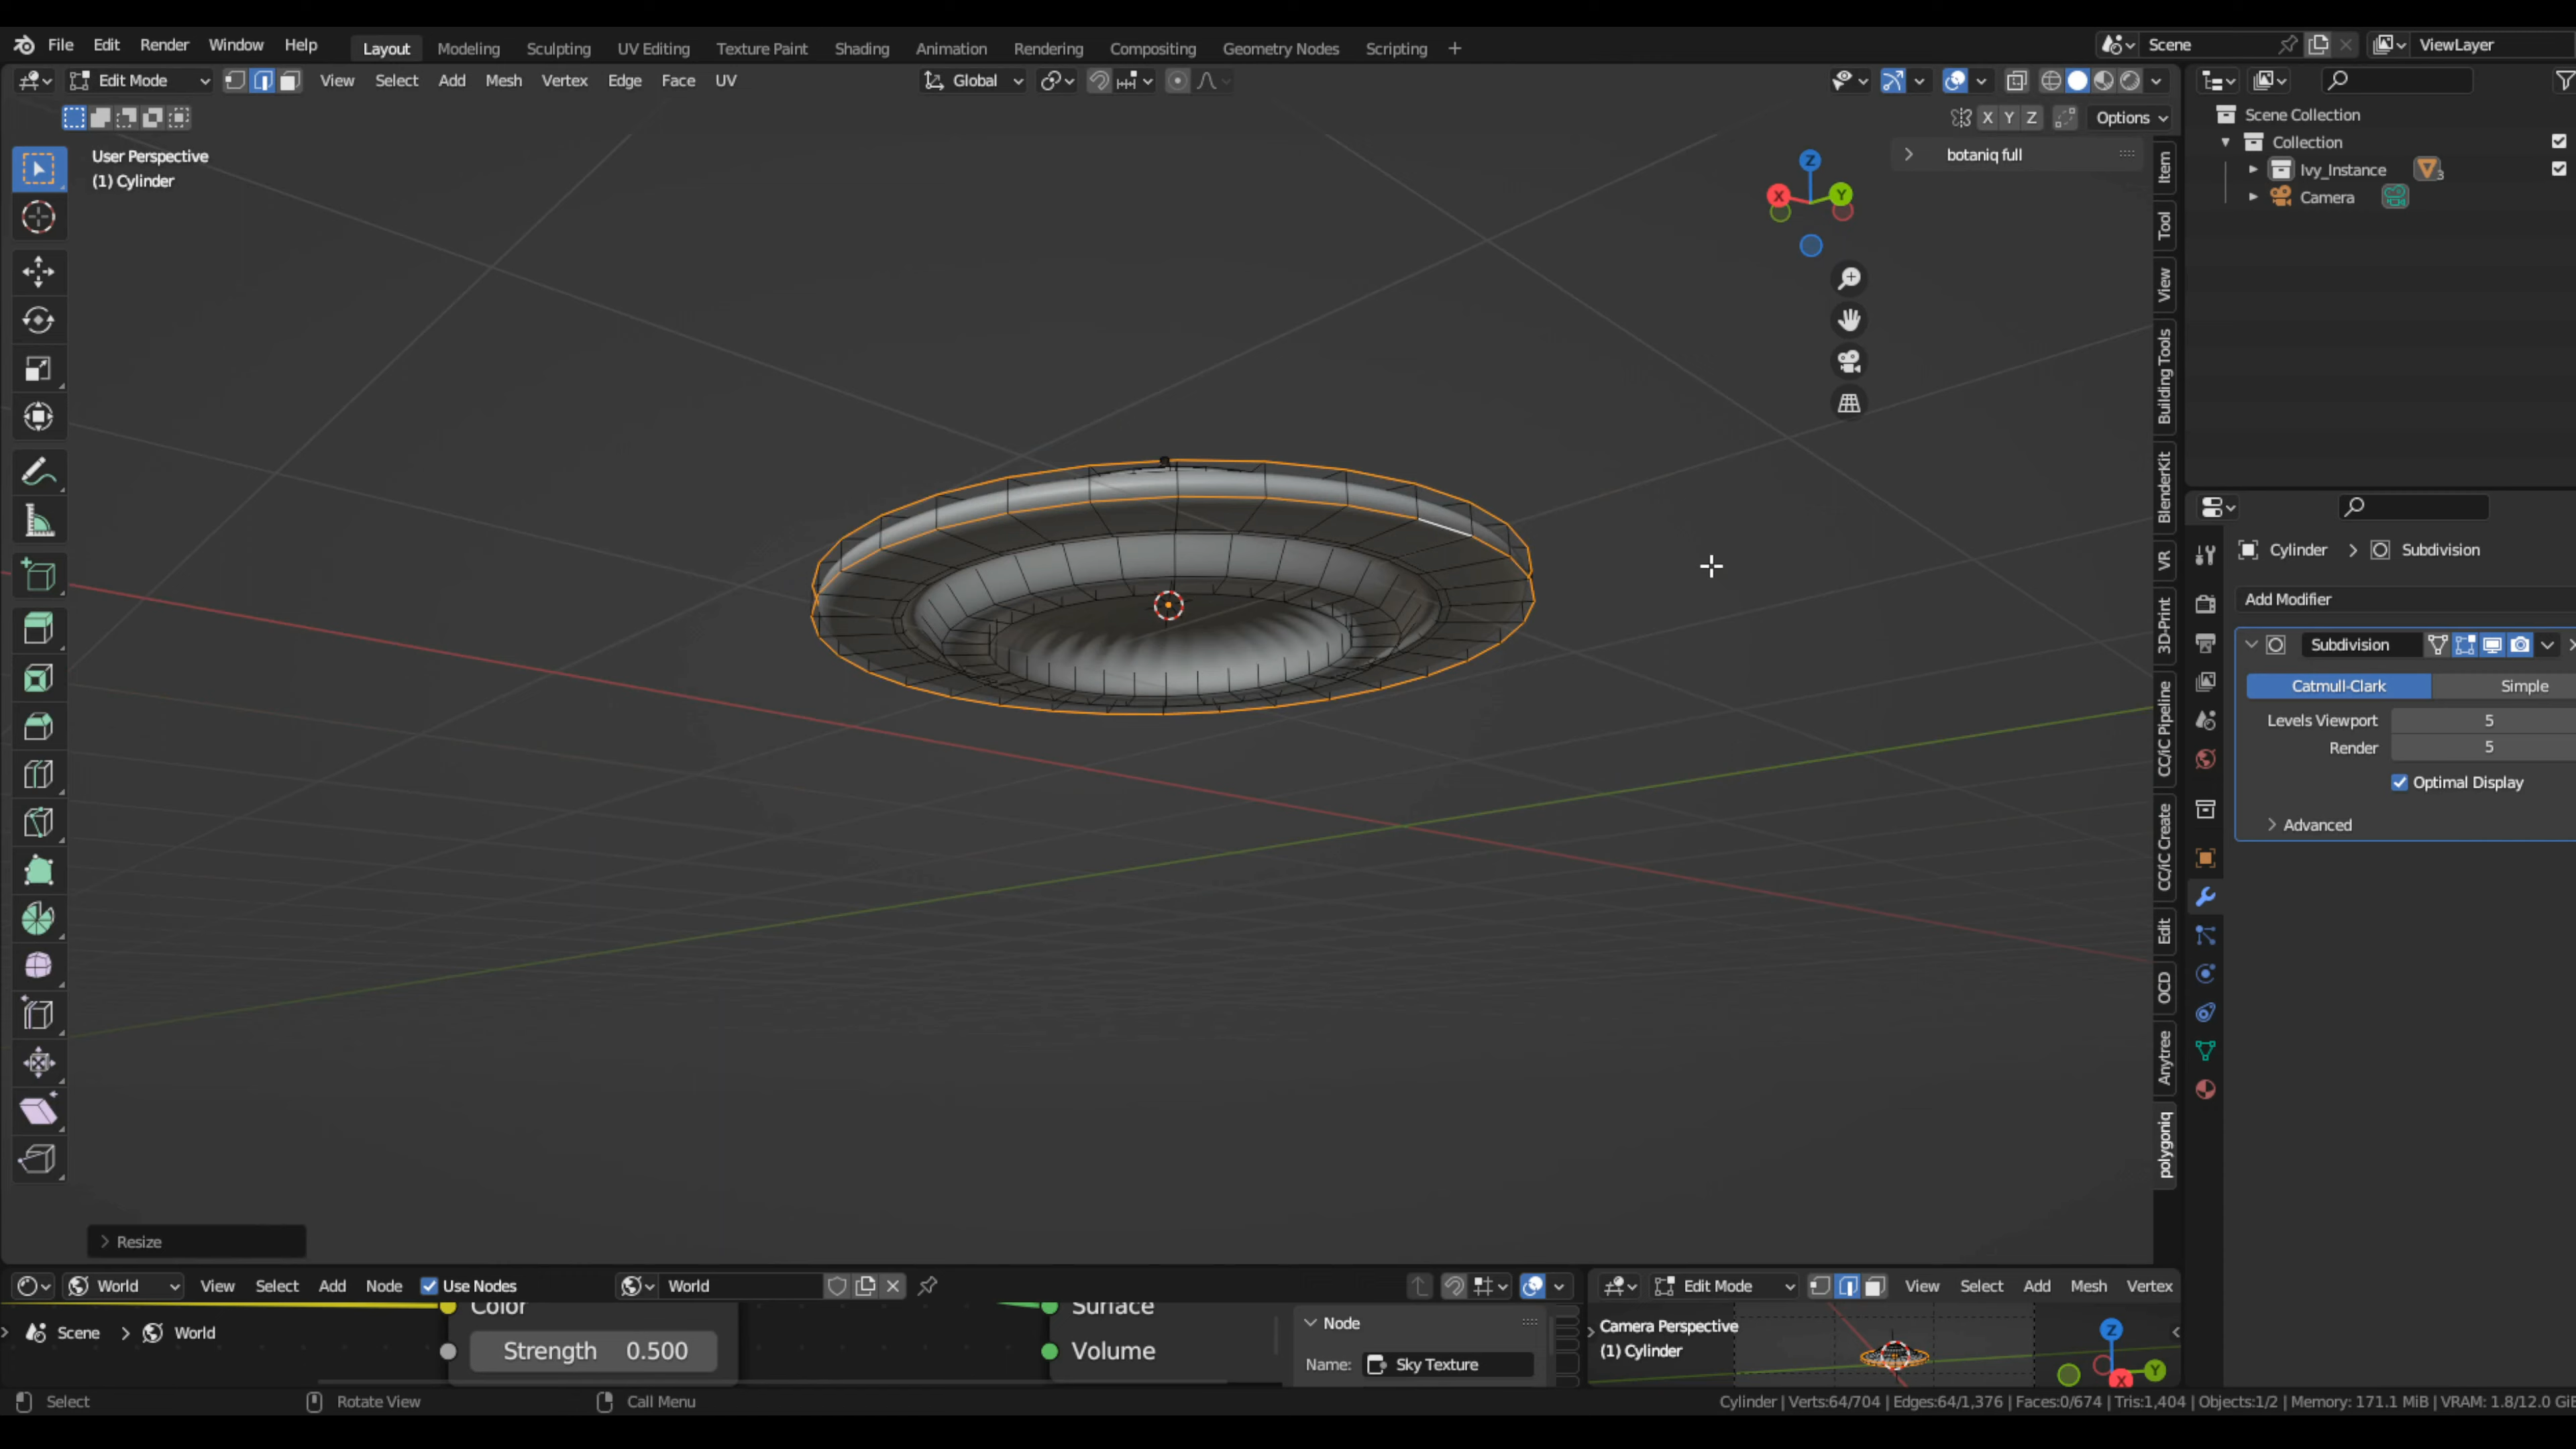 File Edit Render Window Help Layout Modeling Sculpting UV Editing Texture Paint Shading Animation Rendering Compositing Geometry Nodes Scripting + Scene ViewLayer
Edit Mode View Select Add Mesh Vertex Edge Face UV Global
X Y Z Options
User Perspective
(1) Cylinder
botaniq full
Z
X
Y
Item
Tool
View
Building Tools
BlenderKit
VR
3D-Print
CC/iC Pipeline
CC/iC Create
Edit
OCD
Anytree
polygoniq
Scene Collection
Collection
Ivy_Instance 3
Camera
Cylinder > Subdivision
Add Modifier
Subdivision
Catmull-Clark Simple
Levels Viewport 5
Render 5
Optimal Display
Advanced
Resize
World View Select Add Node Use Nodes World
Color
Strength 0.500
Scene > World
Surface
Volume
Node
Name: Sky Texture
Edit Mode View Select Add Mesh Vertex
Camera Perspective
(1) Cylinder
Z
Y
X
Select Rotate View Call Menu
Cylinder | Verts:64/704 | Edges:64/1,376 | Faces:0/674 | Tris:1,404 | Objects:1/2 | Memory: 171.1 MiB | VRAM: 1.8/12.0 GiB